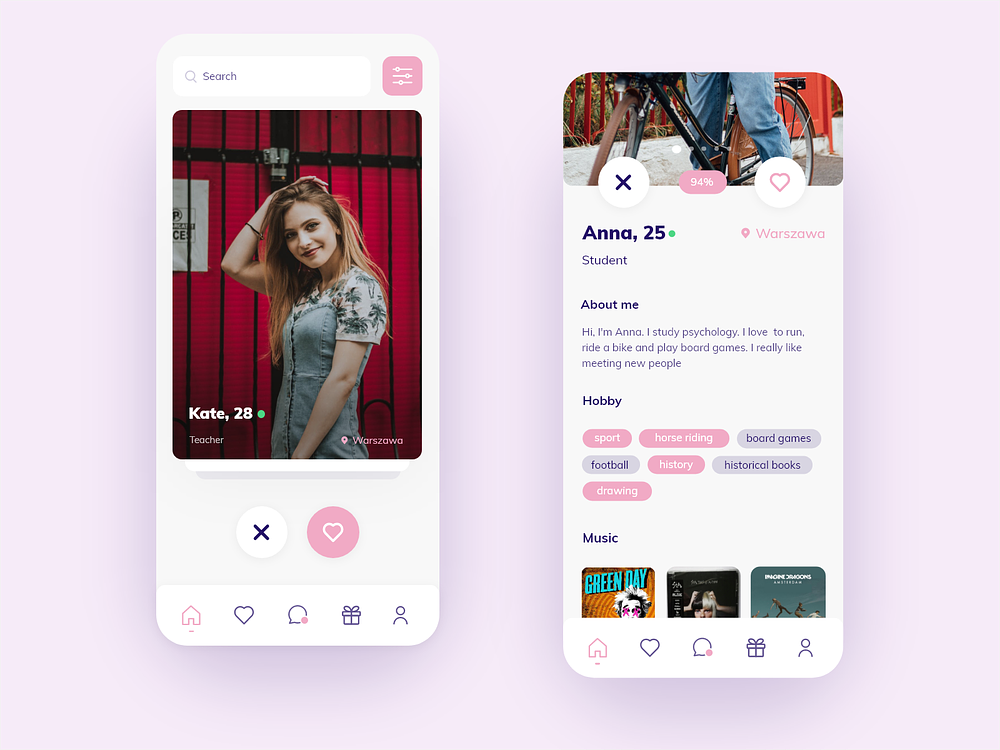 Search
CES
Kate, 28
Teacher
Warszawa
94%
Anna, 25
Warszawa
Student
About me
Hi, I'm Anna. I study psychology. I love to run,
ride a bike and play board games. I really like
meeting new people
Hobby
sport horse riding board games
football history historical books
drawing
Music
GREEN DAY
IMAGINE DRAGONS
AMSTERDAM